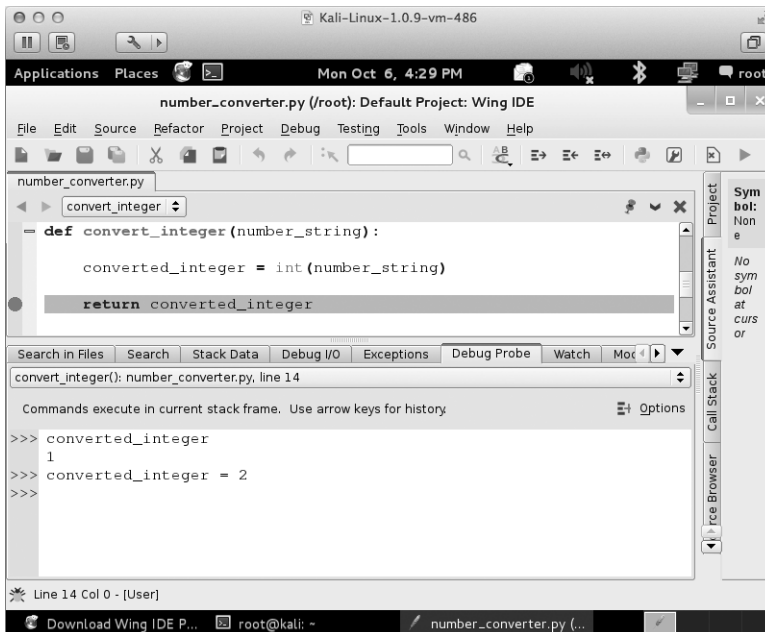 Kali-Linux-1.0.9-vm-486
Applications Places Mon Oct 6, 4:29 PM root
number_converter.py (/root): Default Project: Wing IDE
File Edit Source Refactor Project Debug Testing Tools Window Help
number_converter.py
convert_integer
def convert_integer(number_string):
converted_integer = int(number_string)
return converted_integer
Project
Source Assistant
Call Stack
rce Browser
Sym
bol:
Non
e
No
sym
bol
at
curs
or
Search in Files Search Stack Data Debug I/O Exceptions Debug Probe Watch Moc
convert_integer(): number_converter.py, line 14
Commands execute in current stack frame. Use arrow keys for history.
Options
>>> converted_integer
1
>>> converted_integer = 2
>>>
Line 14 Col 0 - [User]
Download Wing IDE P... root@kali: ~ number_converter.py (...